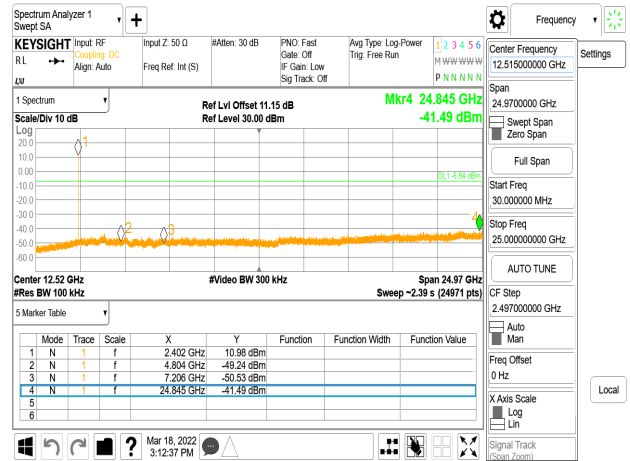 Spectrum Analyzer 1
Swept SA
Frequency
KEYSIGHT
Input: RF
Input Z: 50 Ω
#Atten: 30 dB
PNO: Fast
Avg Type: Log-Power
1 2 3 4 5 6
R L
Coupling: DC
Gate: Off
Trig: Free Run
Align: Auto
Freq Ref: Int (S)
IF Gain: Low
M W W W W W
Sig Track: Off
P N N N N N
LXI
1 Spectrum
Ref Lvl Offset 11.15 dB
Mkr4 24.845 GHz
Scale/Div 10 dB
Ref Level 30.00 dBm
-41.49 dBm
Log
20.0
1
10.0
0.00
DL1 -6.94 dBm
-10.0
-20.0
-30.0
4
-40.0
2
3
-50.0
-60.0
Center 12.52 GHz
#Video BW 300 kHz
Span 24.97 GHz
#Res BW 100 kHz
Sweep ~2.39 s (24971 pts)
5 Marker Table
Mode Trace Scale X Y Function Function Width Function Value
1 N 1 f 2.402 GHz 10.98 dBm
2 N 1 f 4.804 GHz -49.24 dBm
3 N 1 f 7.206 GHz -50.53 dBm
4 N 1 f 24.845 GHz -41.49 dBm
5
6
?
Mar 18, 2022
3:12:37 PM
Center Frequency
12.515000000 GHz
Settings
Span
24.9700000 GHz
Swept Span
Zero Span
Full Span
Start Freq
30.000000 MHz
Stop Freq
25.000000000 GHz
AUTO TUNE
CF Step
2.497000000 GHz
Auto
Man
Freq Offset
0 Hz
X Axis Scale
Log
Lin
Local
Signal Track
(Span Zoom)